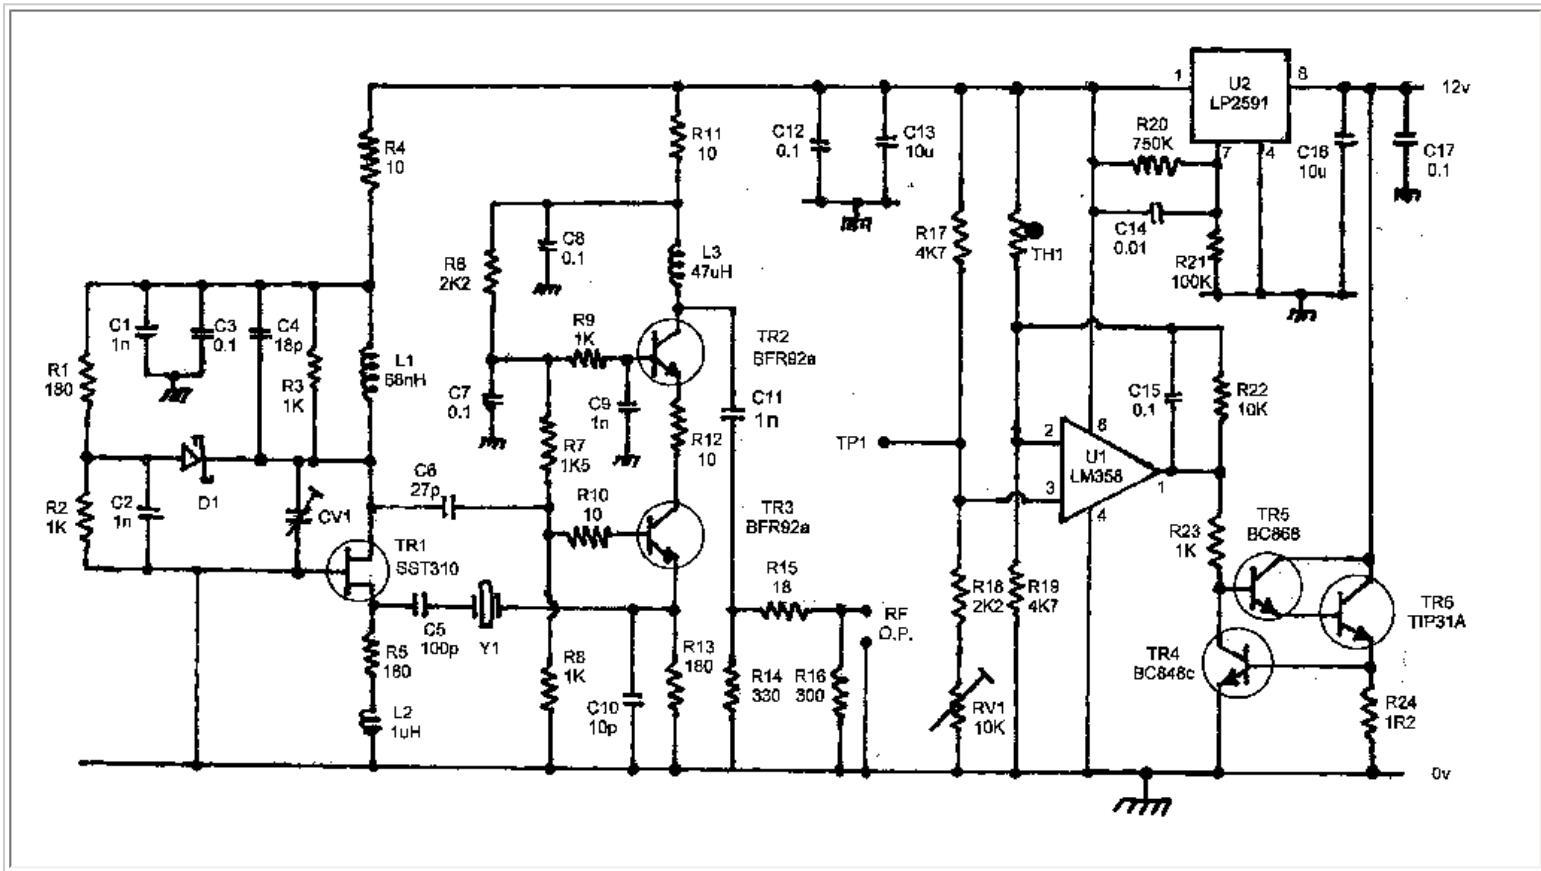 1
U2
LP2591
8
12v
R20
750K
7
4
C16
10u
C17
0.1
C12
0.1
C13
10u
R4
10
R11
10
C14
0.01
R21
100K
R17
4K7
TH1
C8
0.1
L3
47uH
R6
2K2
C1
1n
C3
0.1
C4
18p
R9
1K
TR2
BFR92a
R1
180
R3
1K
L1
68nH
C7
0.1
C9
1n
C11
1n
C15
0.1
R22
10K
R7
1K5
R12
10
TP1
2
6
U1
LM358
1
3
4
C6
27p
R2
1K
C2
1n
D1
CV1
R10
10
TR3
BFR92a
TR1
SST310
R23
1K
TR5
BC868
R15
18
R18
2K2
R19
4K7
RF
O.P.
TR6
TIP31A
C5
100p
Y1
R5
180
R8
1K
R13
180
R14
330
R16
300
TR4
BC848c
C10
10p
L2
1uH
RV1
10K
R24
1R2
0v